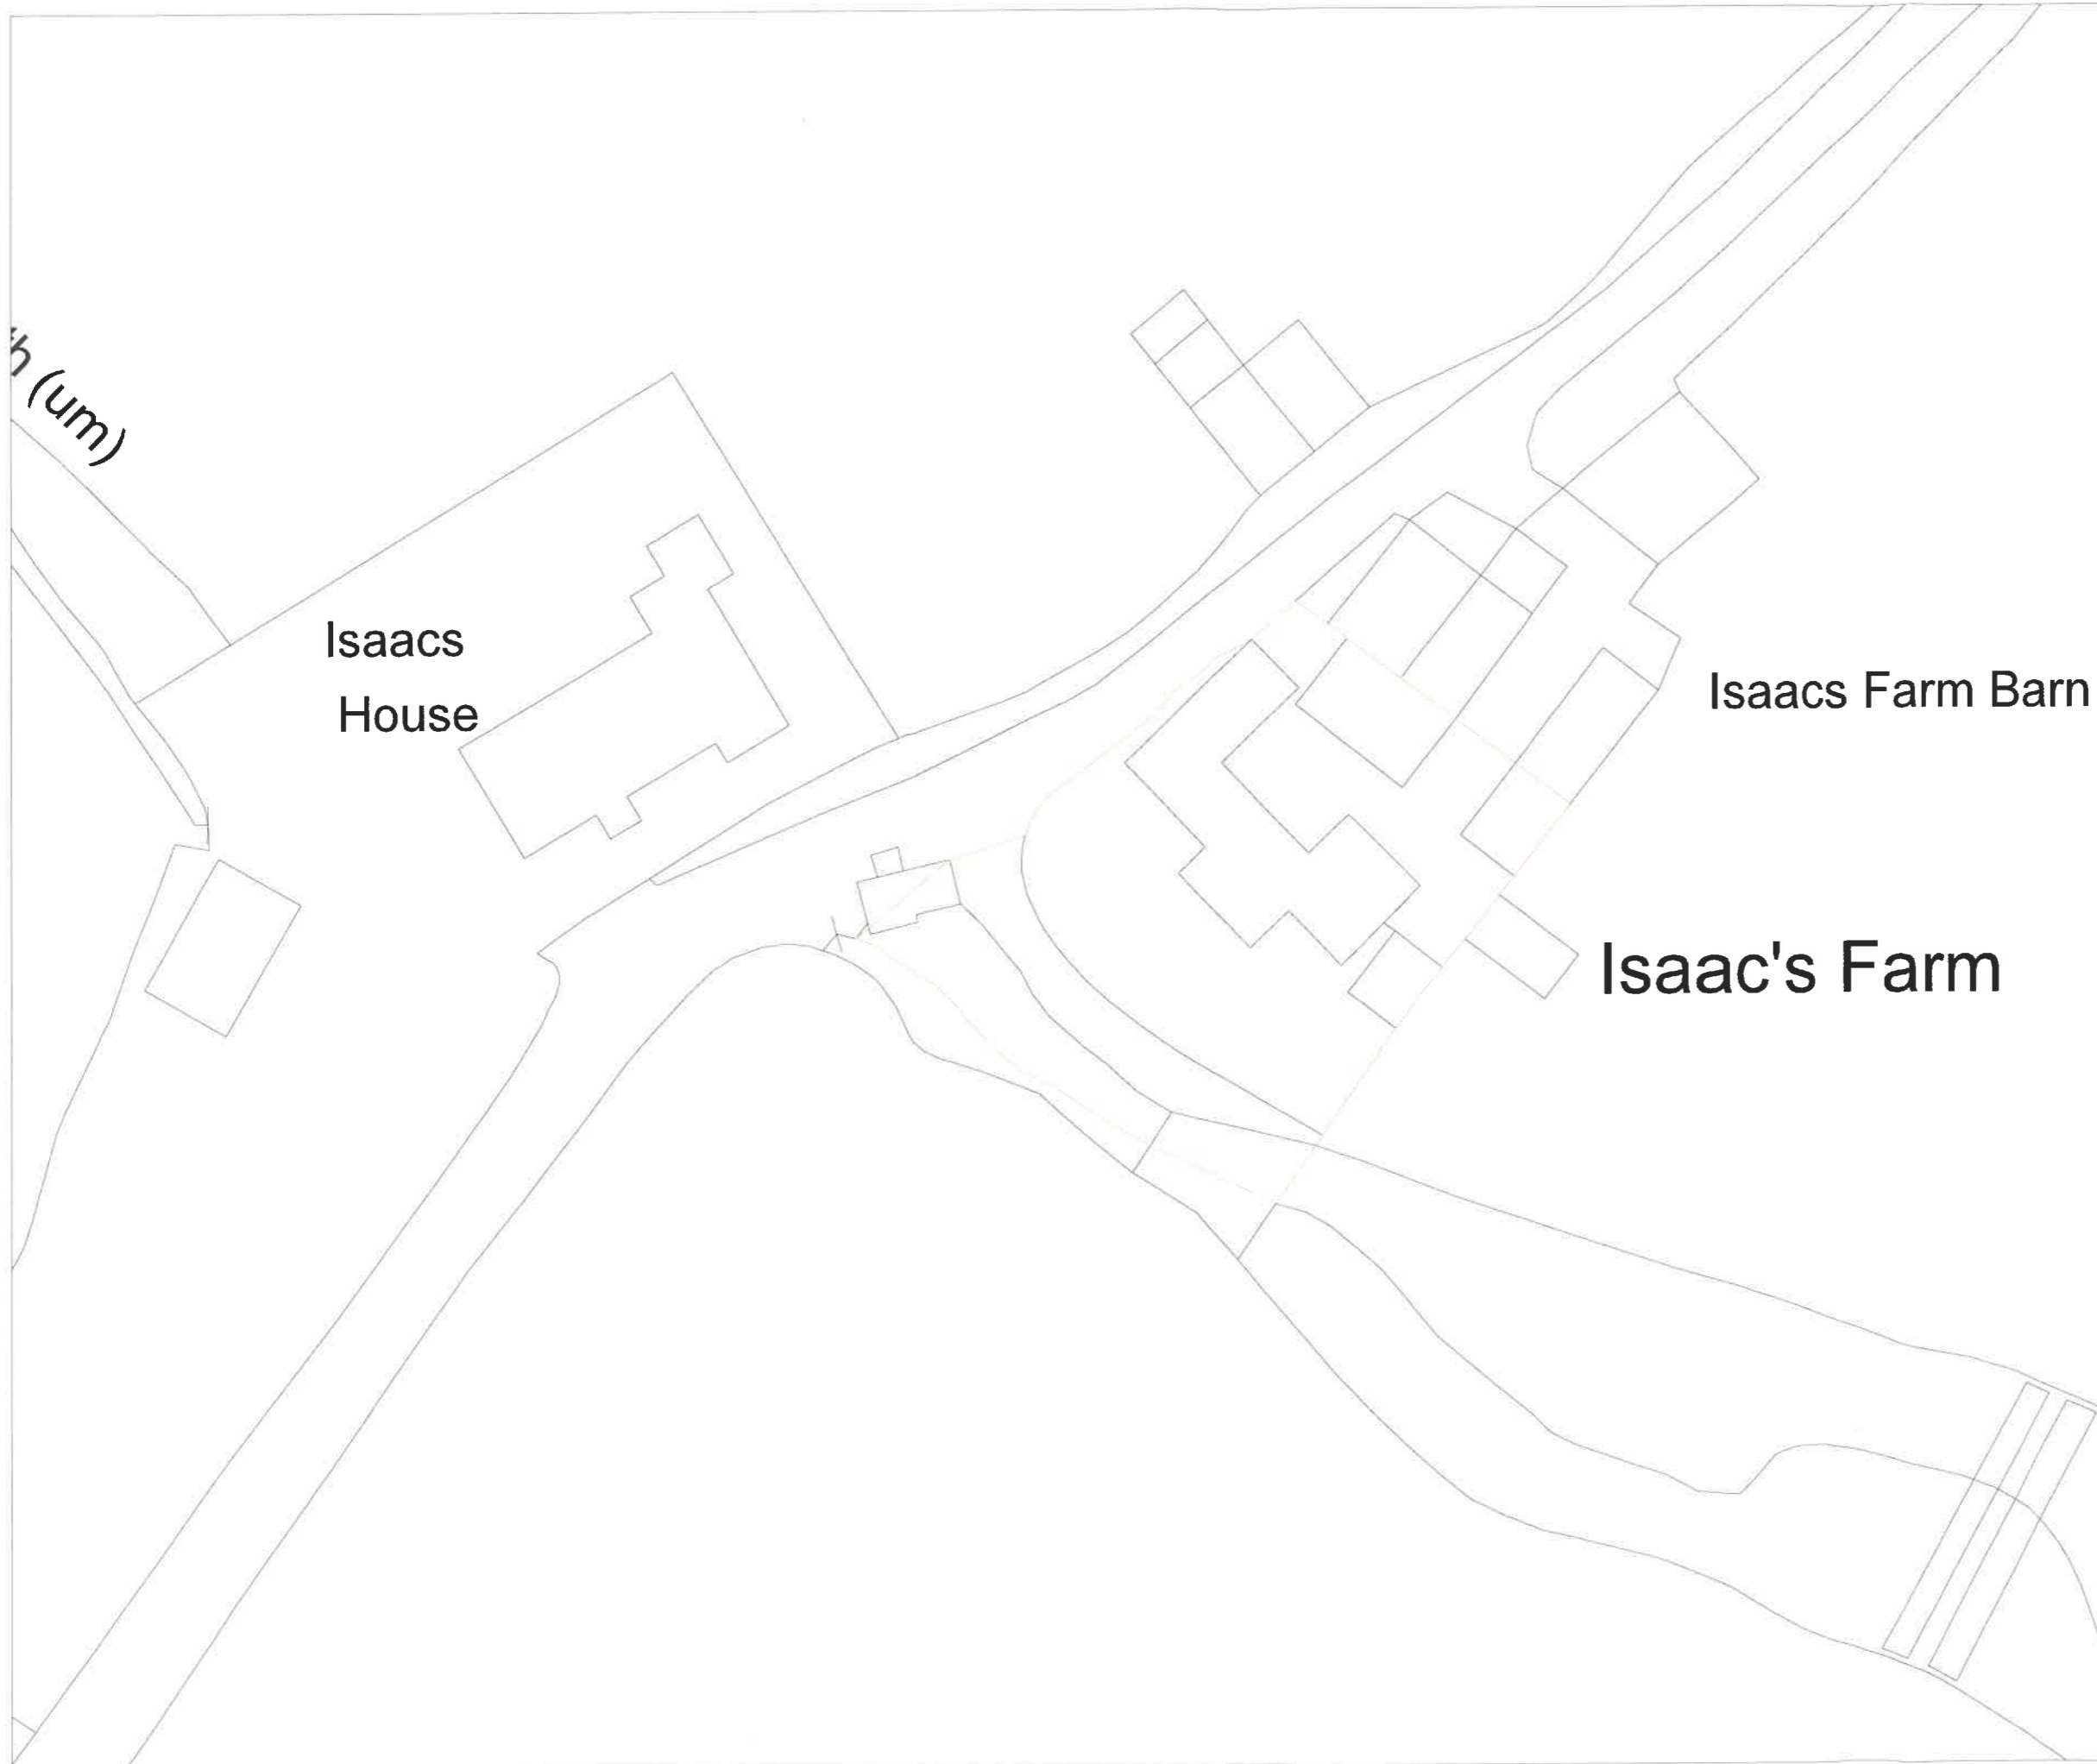 (um)
Isaacs
House
Isaacs Farm Barn
Isaac's Farm